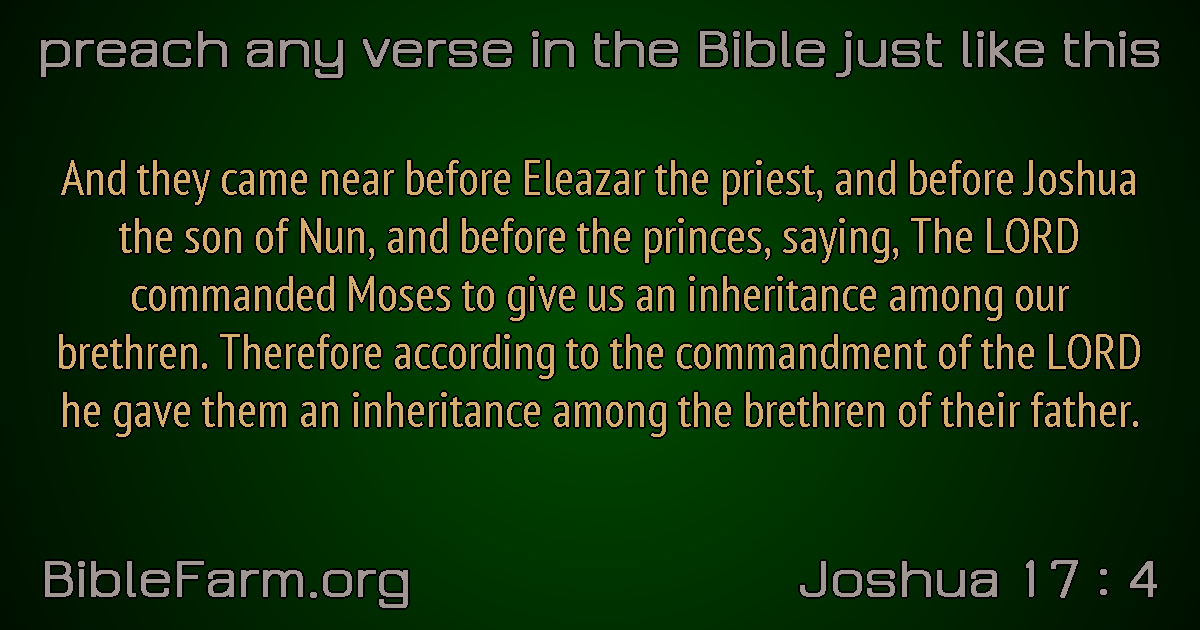 preach any verse in the Bible just like this
And they came near before Eleazar the priest, and before Joshua
the son of Nun, and before the princes, saying, The LORD
commanded Moses to give us an inheritance among our
brethren. Therefore according to the commandment of the LORD
he gave them an inheritance among the brethren of their father.
BibleFarm.org
Joshua 17 : 4